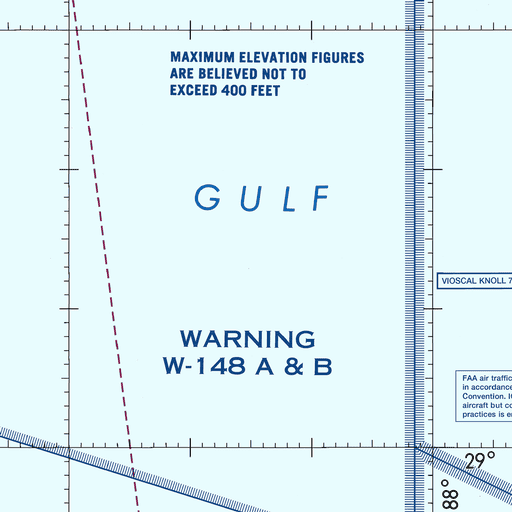 MAXIMUM ELEVATION FIGURES
ARE BELIEVED NOT TO
EXCEED 400 FEET
GULF
VIOSCAL KNOLL 7
WARNING
W-148 A & B
FAA air traffic
in accordance
Convention.
aircraft but
practices is
29°
88°